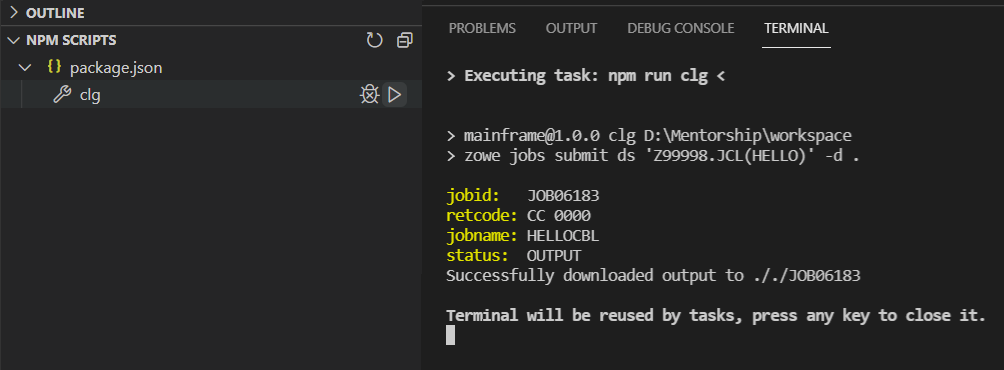 OUTLINE
NPM SCRIPTS
{} package.json
clg
PROBLEMS OUTPUT DEBUG CONSOLE TERMINAL
> Executing task: npm run clg <
> mainframe@1.0.0 clg D:\Mentorship\workspace
> zowe jobs submit ds 'Z99998.JCL(HELLO)' -d .
jobid: JOB06183
retcode: CC 0000
jobname: HELLOCBL
status: OUTPUT
Successfully downloaded output to ././JOB06183
Terminal will be reused by tasks, press any key to close it.